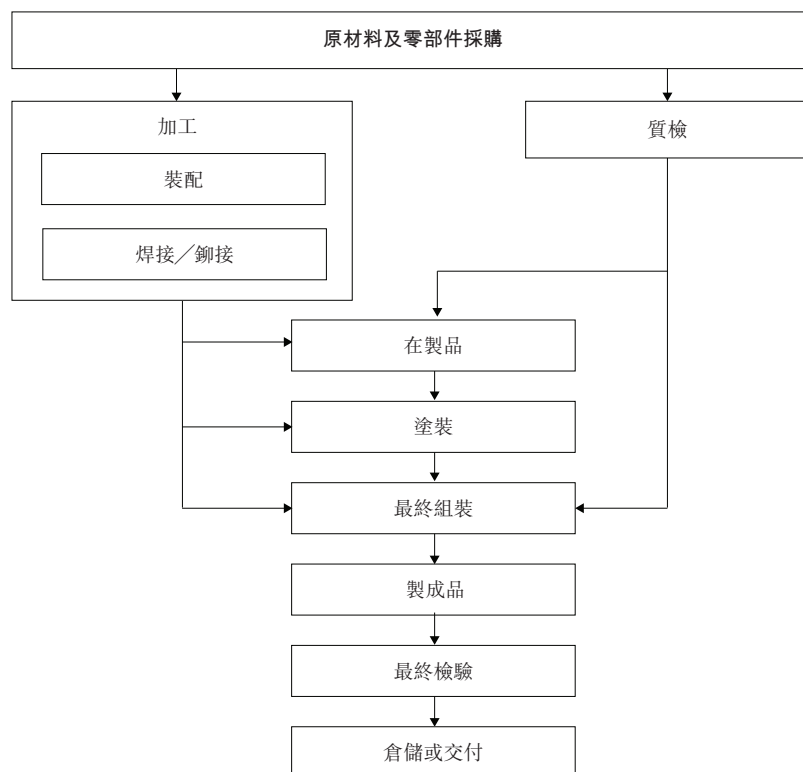 原材料及零部件採購
加工
質檢
裝配
焊接／鉚接
在製品
塗裝
最終組裝
製成品
最終檢驗
倉儲或交付